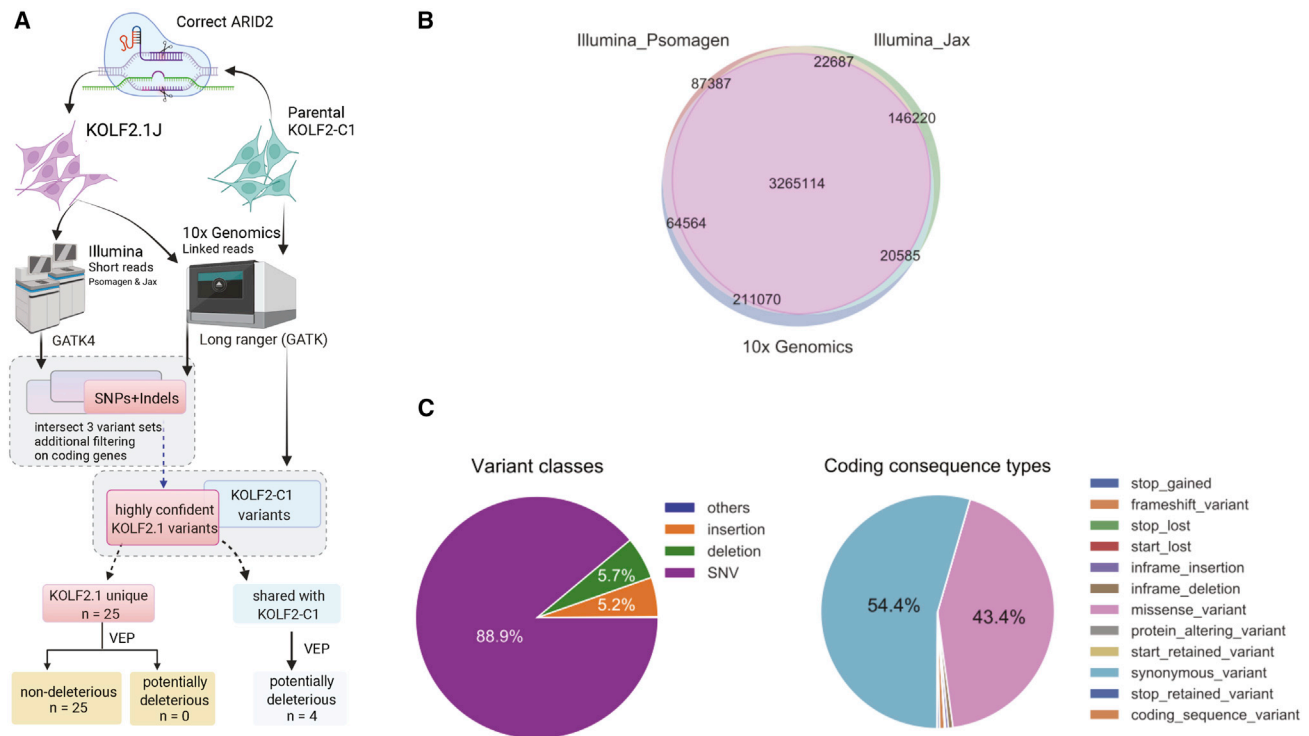 A
Correct ARID2
KOLF2.1J
Parental
KOLF2-C1
Illumina
Short reads
Psomagen & Jax
10x Genomics
Linked reads
GATK4
Long ranger (GATK)
SNPs+Indels
intersect 3 variant sets
additional filtering
on coding genes
highly confident
KOLF2.1 variants
KOLF2-C1
variants
KOLF2.1 unique
n = 25
shared with
KOLF2-C1
VEP
VEP
non-deleterious
n = 25
potentially
deleterious
n = 0
potentially
deleterious
n = 4
B
Illumina_Psomagen
Illumina_Jax
22687
87387
146220
3265114
64564
20585
211070
10x Genomics
C
Variant classes
5.7%
5.2%
88.9%
others
insertion
deletion
SNV
Coding consequence types
54.4%
43.4%
stop_gained
frameshift_variant
stop_lost
start_lost
inframe_insertion
inframe_deletion
missense_variant
protein_altering_variant
start_retained_variant
synonymous_variant
stop_retained_variant
coding_sequence_variant